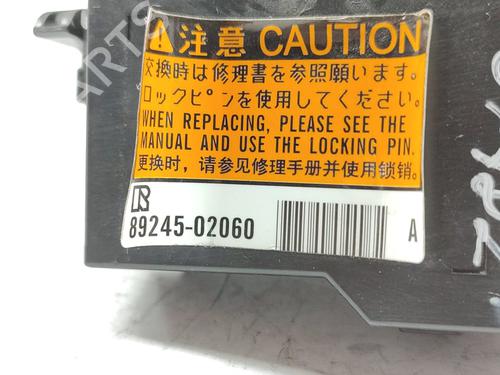 注意 CAUTION
交換時は修理書を参照願います。
ロックピンを使用してください。
WHEN REPLACING, PLEASE SEE THE
MANUAL AND USE THE LOCKING PIN.
更换时，请参见修理手册并使用锁销。
R
89245-02060
A